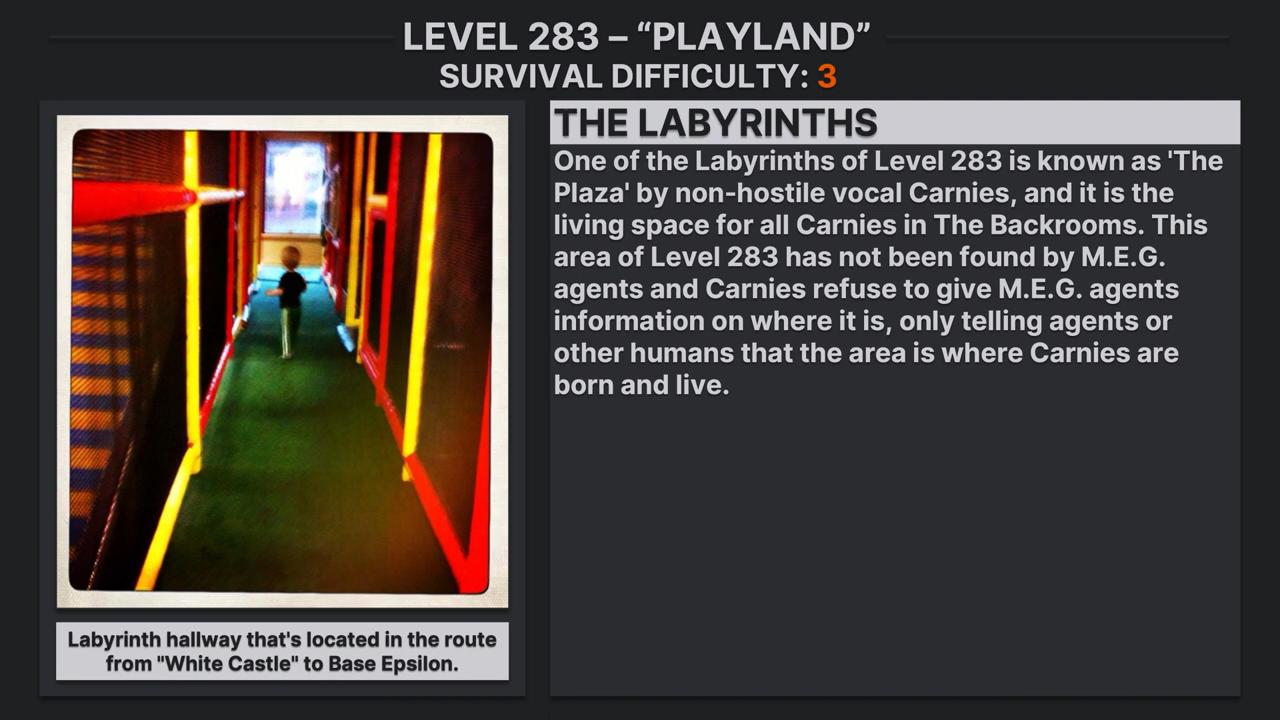 LEVEL 283 – “PLAYLAND”
SURVIVAL DIFFICULTY: 3
THE LABYRINTHS
One of the Labyrinths of Level 283 is known as 'The
Plaza' by non-hostile vocal Carnies, and it is the
living space for all Carnies in The Backrooms. This
area of Level 283 has not been found by M.E.G.
agents and Carnies refuse to give M.E.G. agents
information on where it is, only telling agents or
other humans that the area is where Carnies are
born and live.
Labyrinth hallway that's located in the route
from "White Castle" to Base Epsilon.